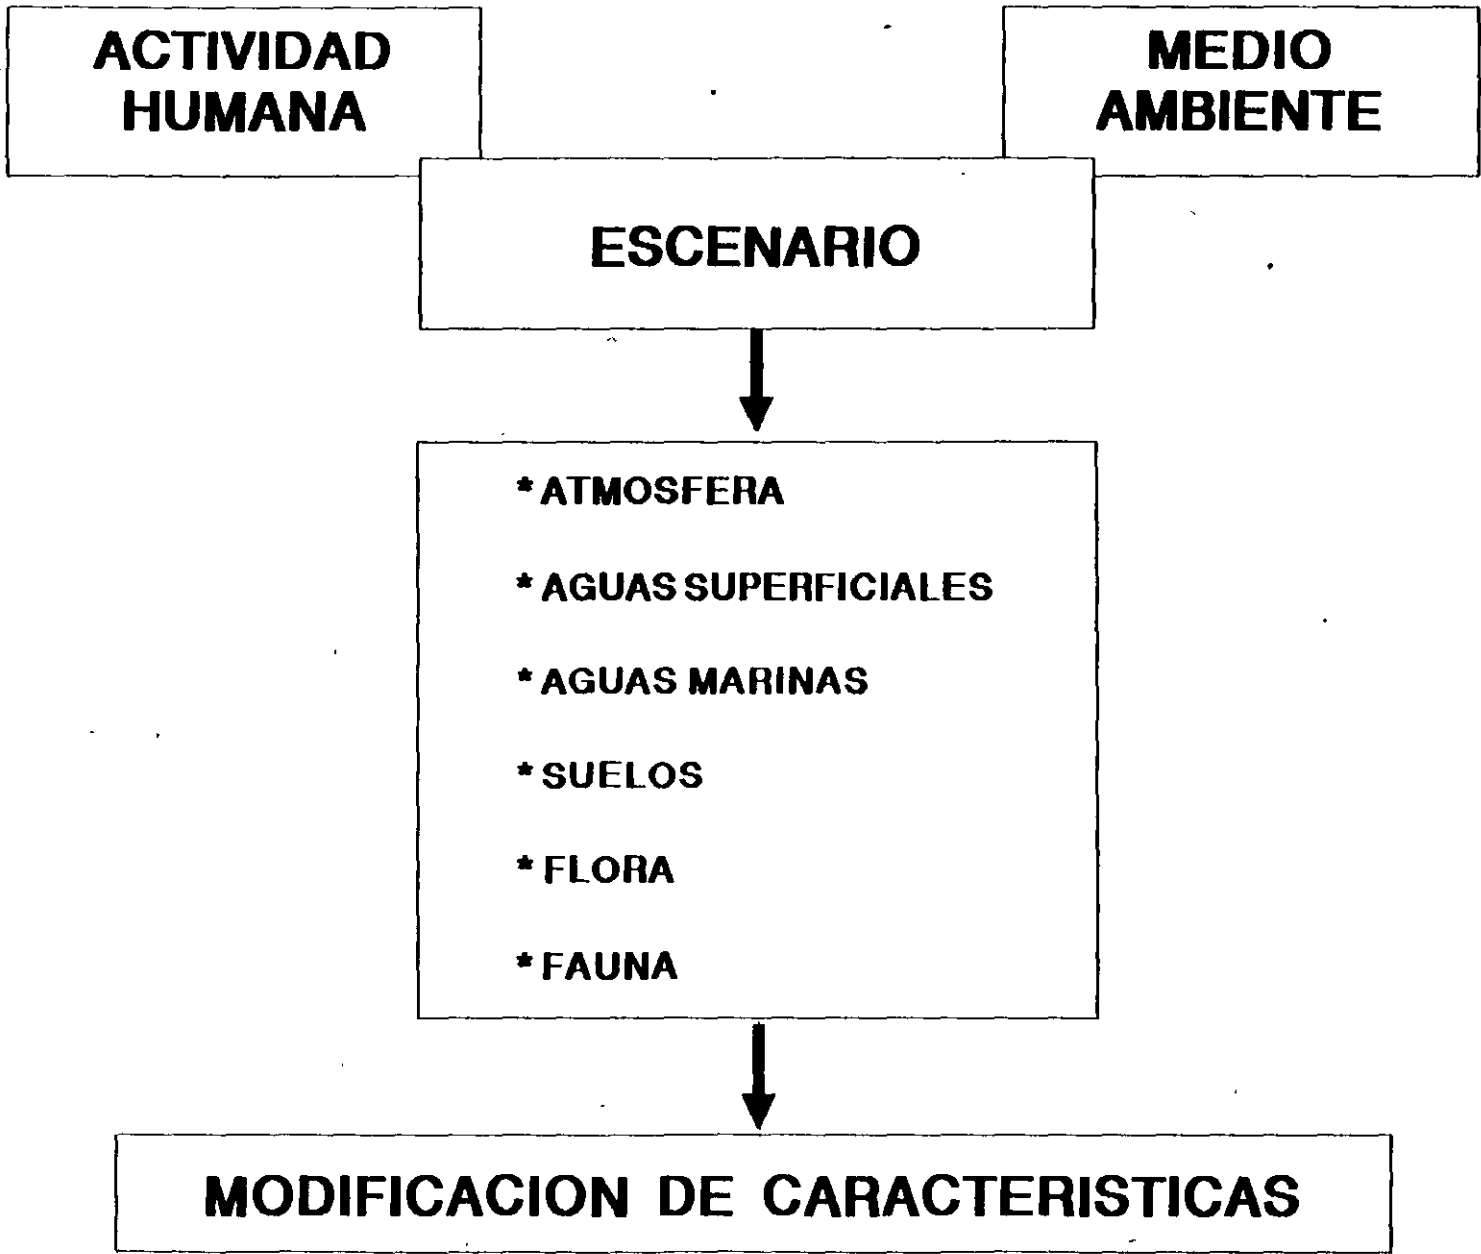 ACTIVIDAD
HUMANA
MEDIO
AMBIENTE
ESCENARIO
* ATMOSFERA
* AGUAS SUPERFICIALES
* AGUAS MARINAS
* SUELOS
* FLORA
* FAUNA
MODIFICACION DE CARACTERISTICAS